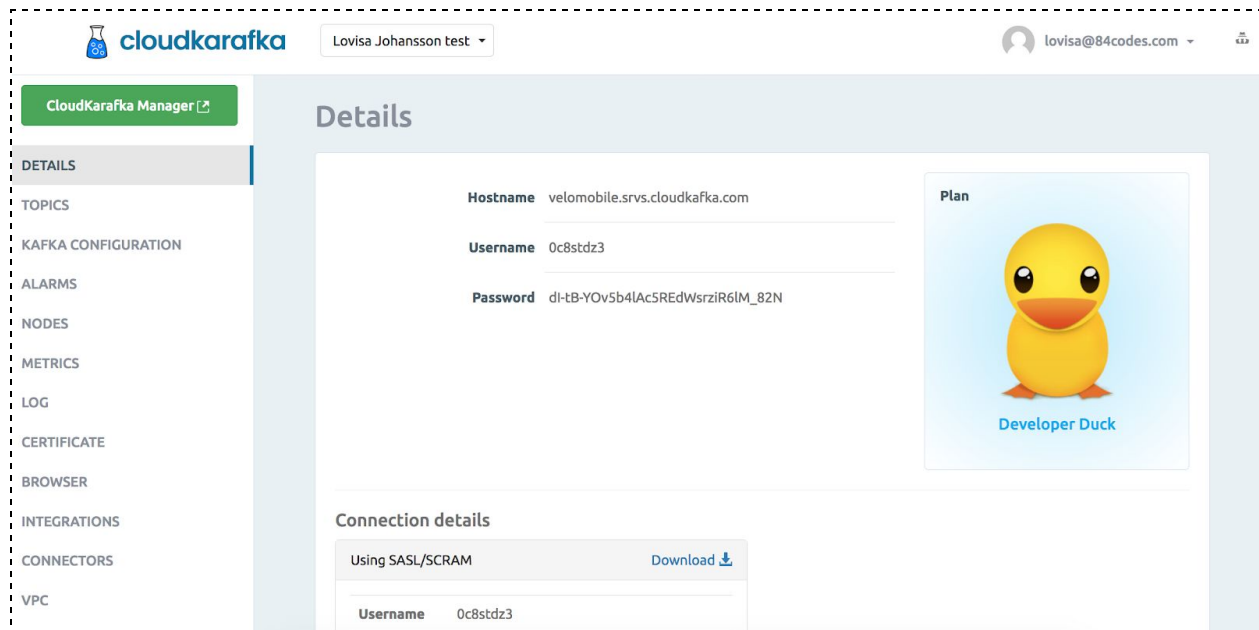 cloudkarafka
Lovisa Johansson test
lovisa@84codes.com
CloudKarafka Manager
DETAILS
TOPICS
KAFKA CONFIGURATION
ALARMS
NODES
METRICS
LOG
CERTIFICATE
BROWSER
INTEGRATIONS
CONNECTORS
VPC
Details
Hostname velomobile.srvs.cloudkafka.com
Username 0c8stdz3
Password dI-tB-YOv5b4lAc5REdWsrziR6lM_82N
Plan
Developer Duck
Connection details
Using SASL/SCRAM Download
Username 0c8stdz3